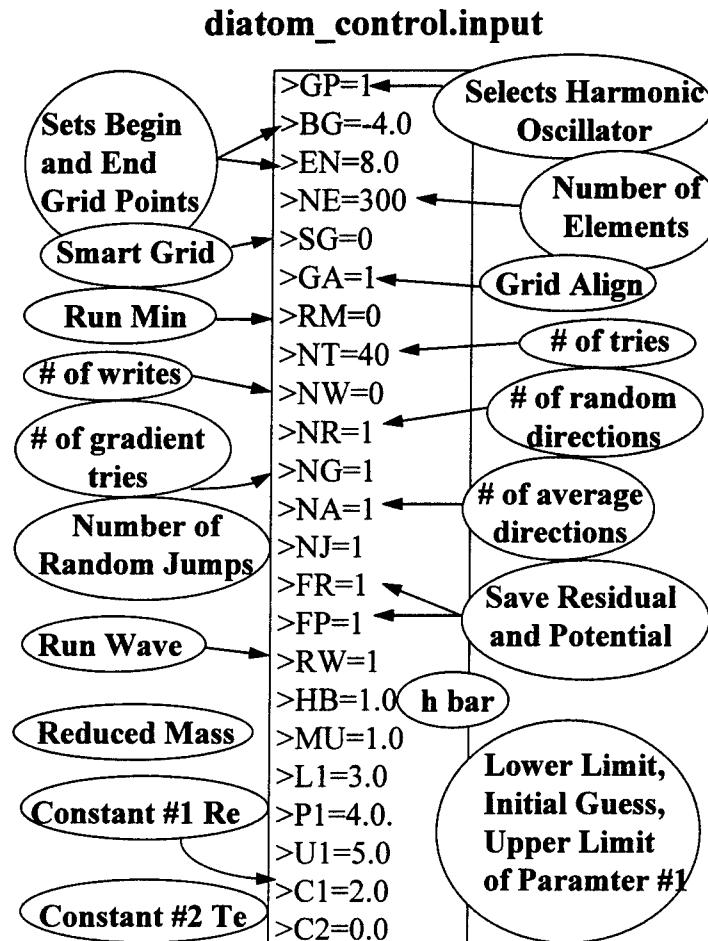 diatom_control.input
>GP=1
Selects Harmonic
Oscillator
Sets Begin
and End
Grid Points
>BG=-4.0
>EN=8.0
>NE=300
Number of
Elements
Smart Grid
>SG=0
>GA=1
Grid Align
Run Min
>RM=0
>NT=40
# of tries
# of writes
>NW=0
>NR=1
# of random
directions
# of gradient
tries
>NG=1
>NA=1
# of average
directions
Number of
Random Jumps
>NJ=1
>FR=1
>FP=1
Save Residual
and Potential
Run Wave
>RW=1
>HB=1.0
h bar
Reduced Mass
>MU=1.0
>L1=3.0
>P1=4.0.
>U1=5.0
Lower Limit,
Initial Guess,
Upper Limit
of Paramter #1
Constant #1 Re
>C1=2.0
Constant #2 Te
>C2=0.0